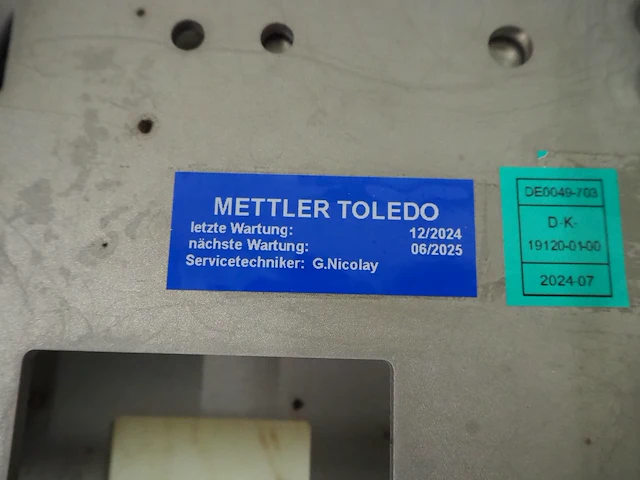 METTLER TOLEDO
letzte Wartung: 12/2024
nächste Wartung: 06/2025
Servicetechniker: G.Nicolay
DE0049-703
D-K-
19120-01-00
2024-07